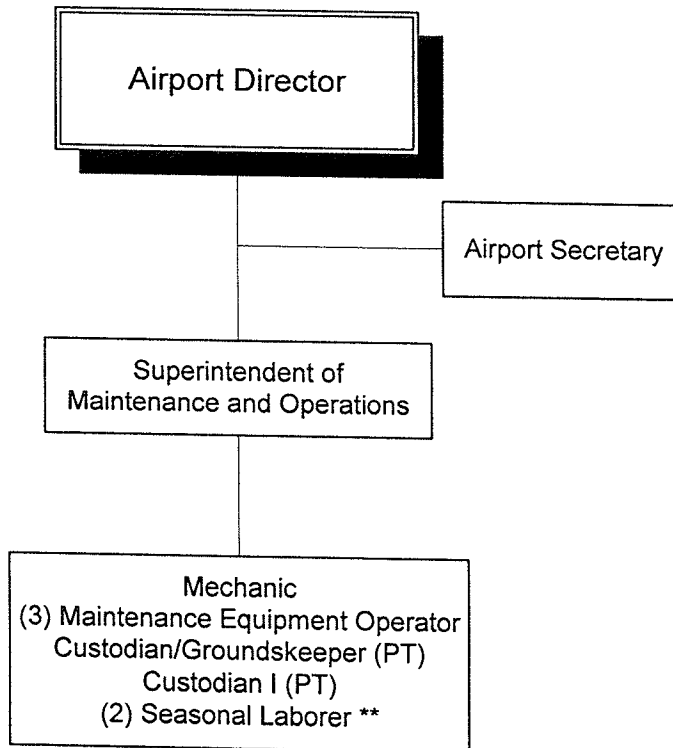 Airport Director
Airport Secretary
Superintendent of
Maintenance and Operations
Mechanic
(3) Maintenance Equipment Operator
Custodian/Groundskeeper (PT)
Custodian I (PT)
(2) Seasonal Laborer **